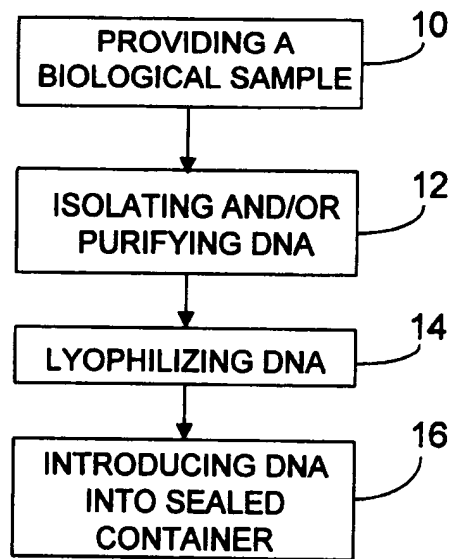 10
PROVIDING A
BIOLOGICAL SAMPLE
12
ISOLATING AND/OR
PURIFYING DNA
14
LYOPHILIZING DNA
16
INTRODUCING DNA
INTO SEALED
CONTAINER